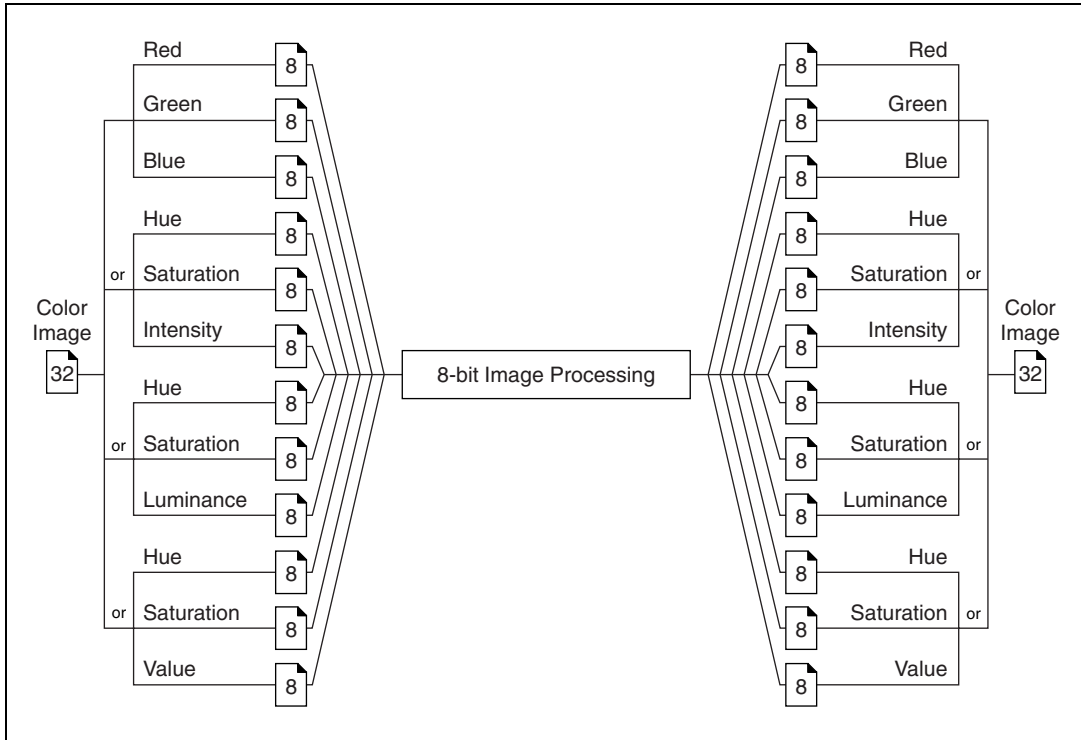 Red 8 8 Red
Green 8 8 Green
Blue 8 8 Blue
Hue 8 8 Hue
or Saturation 8 8 Saturation or
Color
Image
32
Intensity 8 8 Intensity
Color
Image
32
8-bit Image Processing
Hue 8 8 Hue
or Saturation 8 8 Saturation or
Luminance 8 8 Luminance
Hue 8 8 Hue
or Saturation 8 8 Saturation or
Value 8 8 Value